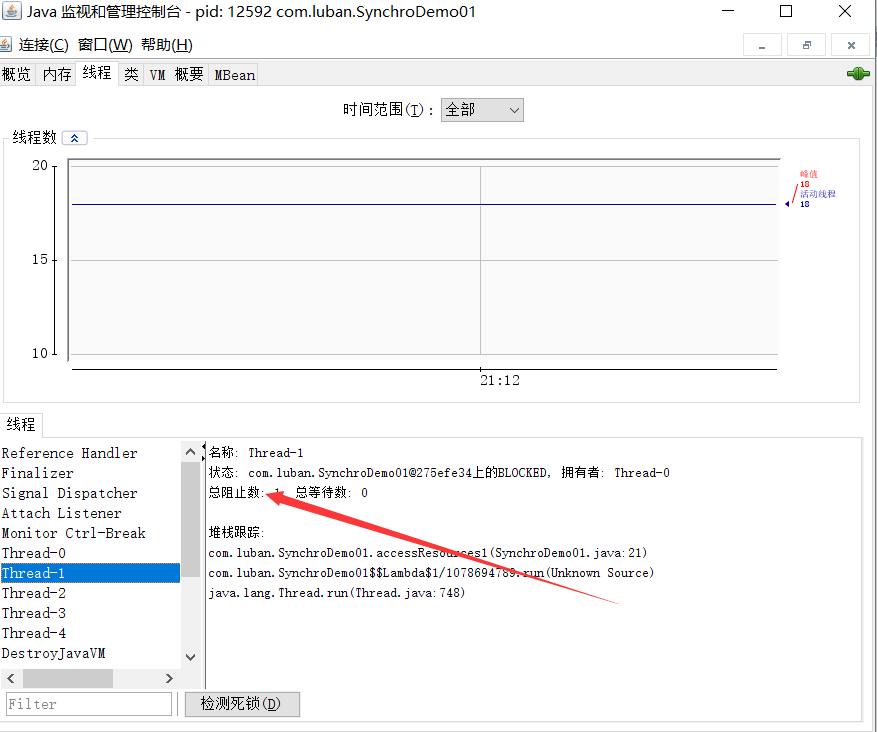 Java 监视和管理控制台 - pid: 12592 com.luban.SynchroDemo01
连接(C) 窗口(W) 帮助(H)
概览 内存 线程 类 VM 概要 MBean
时间范围(T): 全部
线程数
20
15
10
峰值
18
活动线程
18
21:12
线程
Reference Handler
Finalizer
Signal Dispatcher
Attach Listener
Monitor Ctrl-Break
Thread-0
Thread-1
Thread-2
Thread-3
Thread-4
DestroyJavaVM
Filter
名称: Thread-1
状态: com.luban.SynchroDemo01@275efe34上的BLOCKED, 拥有者: Thread-0
总阻止数: 1, 总等待数: 0
堆栈跟踪:
com.luban.SynchroDemo01.accessResources1(SynchroDemo01.java:21)
com.luban.SynchroDemo01$$Lambda$1/1078694789.run(Unknown Source)
java.lang.Thread.run(Thread.java:748)
检测死锁(D)